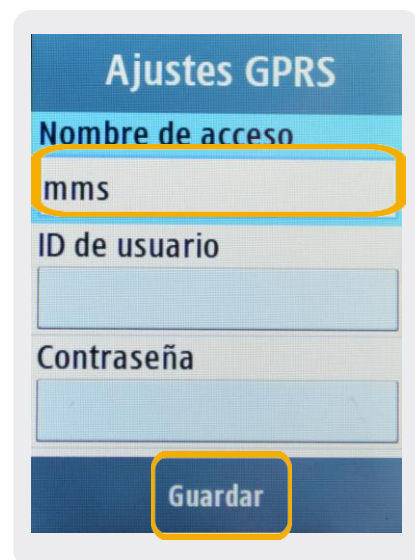 Ajustes GPRS
Nombre de acceso
mms
ID de usuario
Contraseña
Guardar